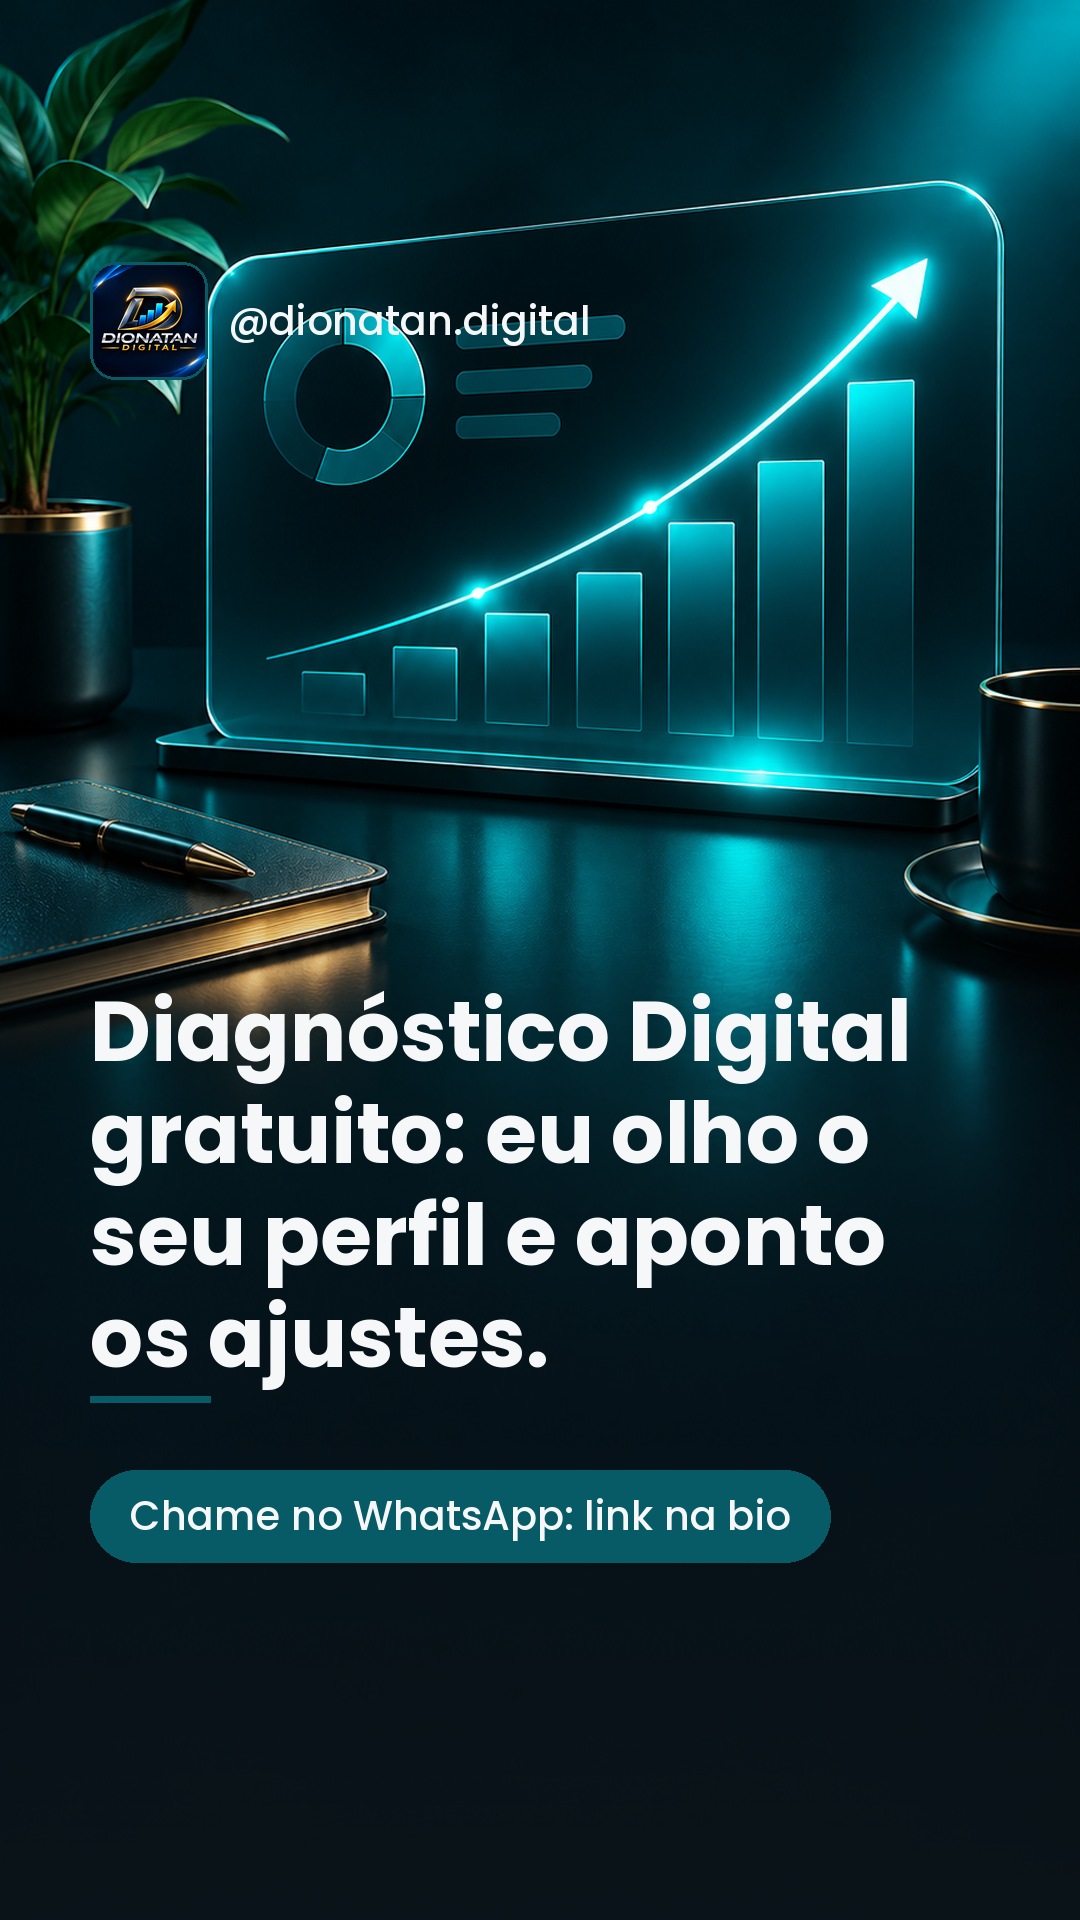 DIONATAN
DIGITAL
@dionatan.digital
Diagnóstico Digital
gratuito: eu olho o
seu perfil e aponto
os ajustes.
Chame no WhatsApp: link na bio